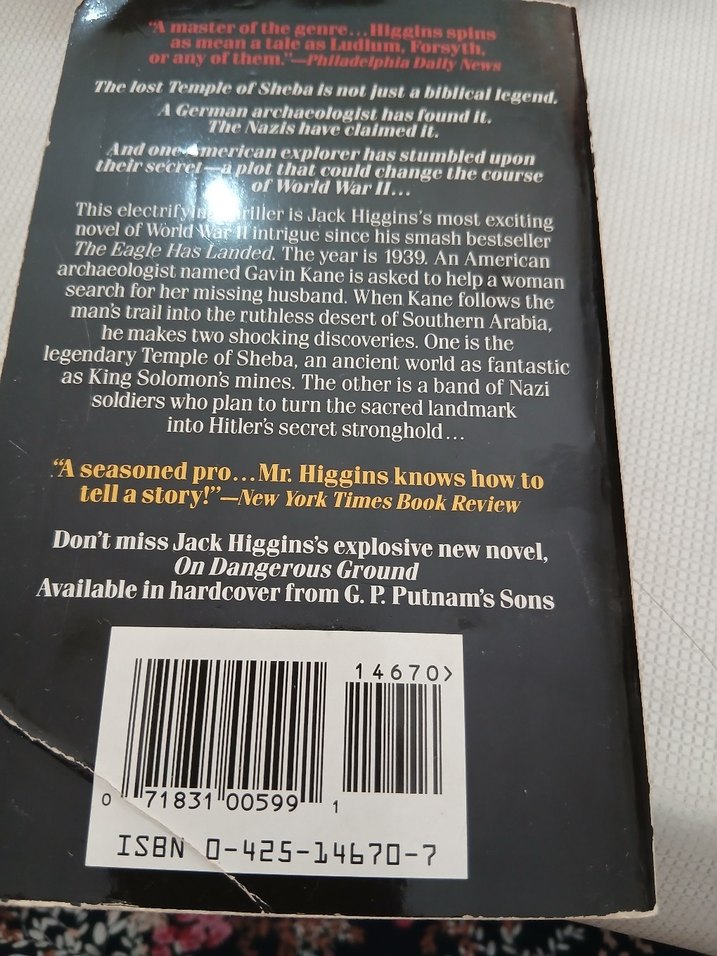 "A master of the genre...Higgins spins
as mean a tale as Ludlum, Forsyth,
or any of them."—Philadelphia Daily News
The lost Temple of Sheba is not just a biblical legend.
A German archaeologist has found it.
The Nazis have claimed it.
And one American explorer has stumbled upon
their secret—a plot that could change the course
of World War II...
This electrifying thriller is Jack Higgins's most exciting
novel of World War II intrigue since his smash bestseller
The Eagle Has Landed. The year is 1939. An American
archaeologist named Gavin Kane is asked to help a woman
search for her missing husband. When Kane follows the
man's trail into the ruthless desert of Southern Arabia,
he makes two shocking discoveries. One is the
legendary Temple of Sheba, an ancient world as fantastic
as King Solomon's mines. The other is a band of Nazi
soldiers who plan to turn the sacred landmark
into Hitler's secret stronghold...
"A seasoned pro...Mr. Higgins knows how to
tell a story!"—New York Times Book Review
Don't miss Jack Higgins's explosive new novel,
On Dangerous Ground
Available in hardcover from G. P. Putnam's Sons
14670>
0 71831 00599 1
ISBN 0-425-14670-7